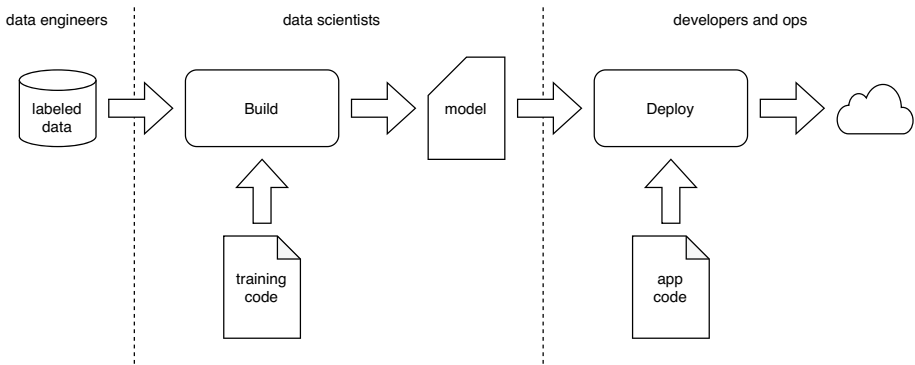 data engineers
data scientists
developers and ops
labeled
data
Build
model
Deploy
training
code
app
code